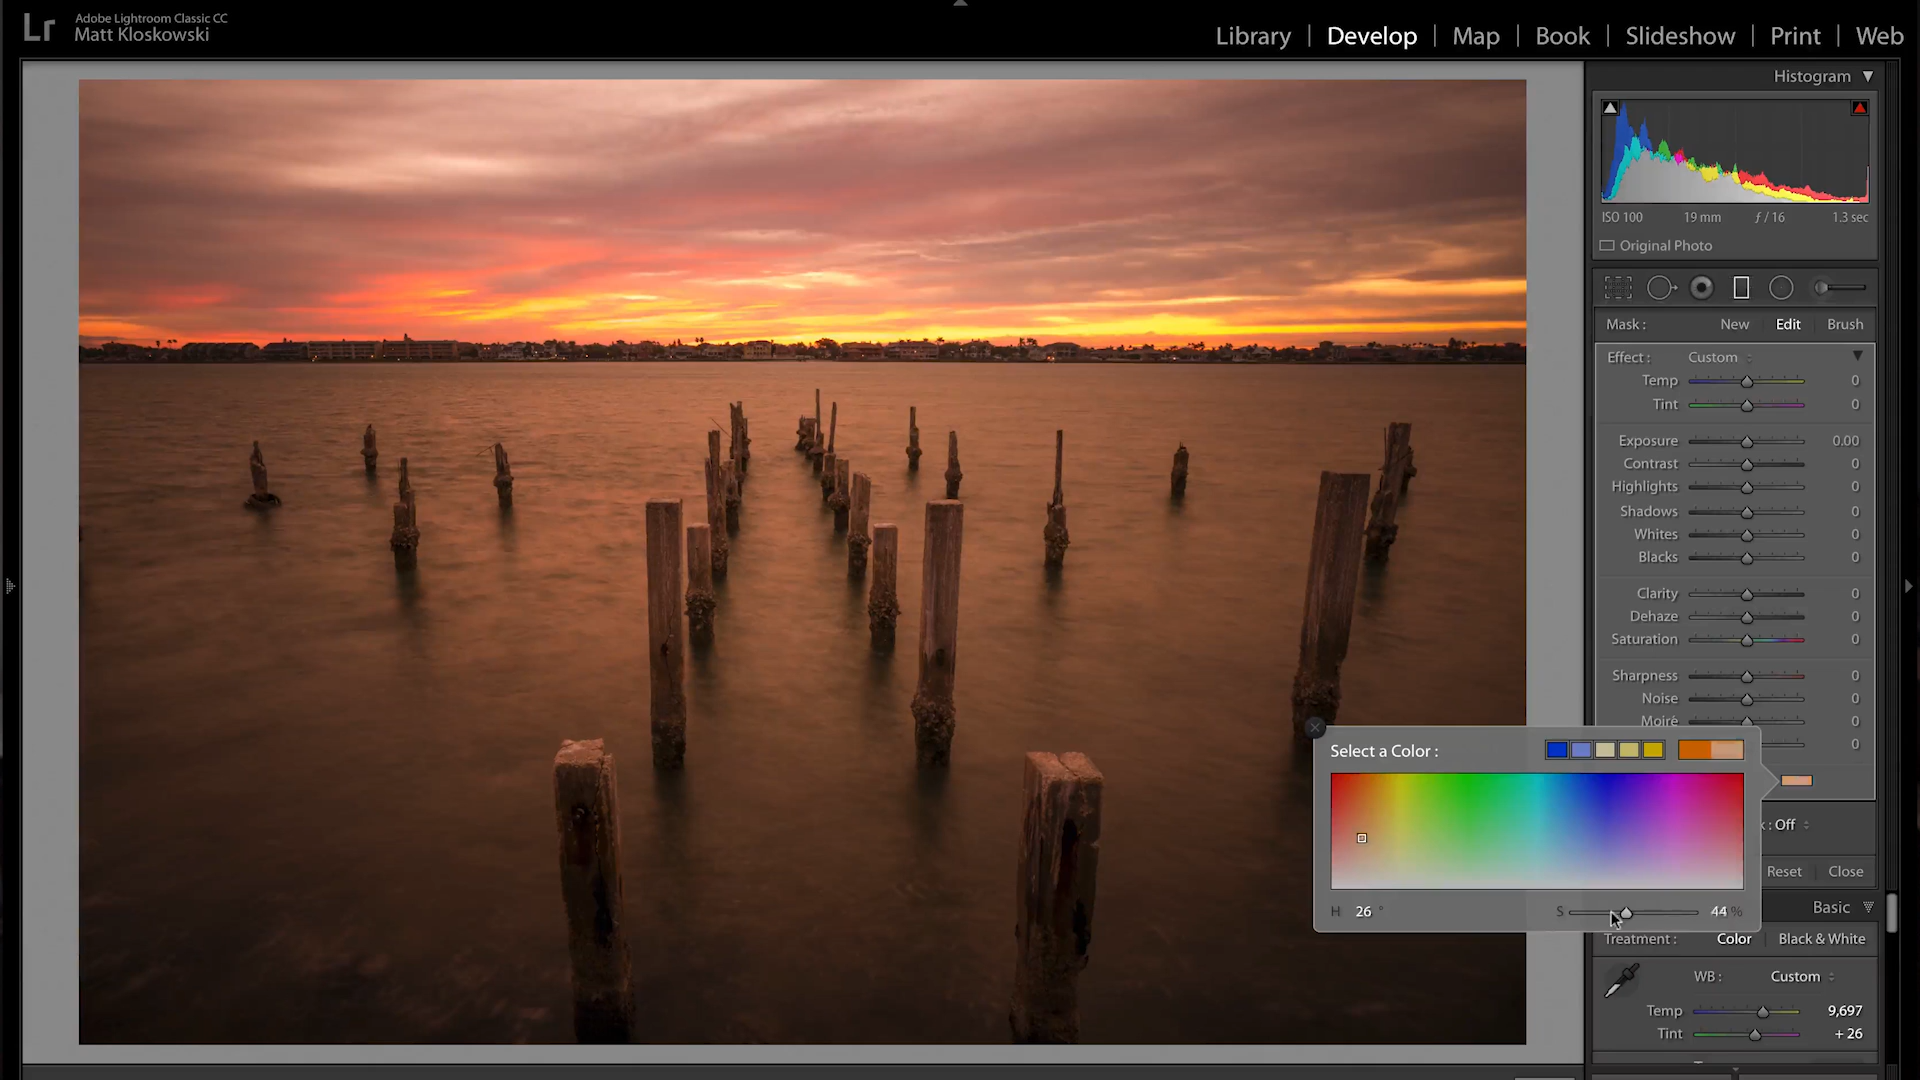 Lr
Adobe Lightroom Classic CC
Matt Kloskowski
Library | Develop | Map | Book | Slideshow | Print | Web
Histogram
ISO 100 19 mm ƒ / 16 1.3 sec
Original Photo
Mask : New Edit Brush
Effect : Custom
Temp 0
Tint 0
Exposure 0.00
Contrast 0
Highlights 0
Shadows 0
Whites 0
Blacks 0
Clarity 0
Dehaze 0
Saturation 0
Sharpness 0
Noise 0
Moiré 0
0
Select a Color :
H 26 ° S 44 %
: Off
Reset Close
Basic
Treatment : Color Black & White
WB : Custom
Temp 9,697
Tint + 26